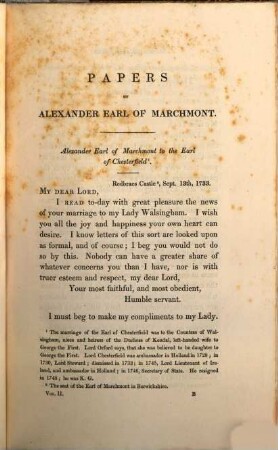 PAPERS
OF
ALEXANDER EARL OF MARCHMONT.
Alexander Earl of Marchmont to the Earl
of Chesterfield¹.
Redbraes Castle², Sept. 13th, 1733.
MY DEAR LORD,
I READ to-day with great pleasure the news
of your marriage to my Lady Walsingham. I wish
you all the joy and happiness your own heart can
desire. I know letters of this sort are looked upon
as formal, and of course; I beg you would not do
so by this. Nobody can have a greater share of
whatever concerns you than I have, nor is with
truer esteem and respect, my dear Lord,
Your most faithful, and most obedient,
Humble servant.
I must beg to make my compliments to my Lady.
¹ The marriage of the Earl of Chesterfield was to the Countess of Wal-
singham, niece and heiress of the Duchess of Kendal, left-handed wife to
George the First. Lord Orford says, that she was believed to be daughter to
George the First. Lord Chesterfield was ambassador in Holland in 1728; in
1730, Lord Steward; dismissed in 1733; in 1745, Lord Lieutenant of Ire-
land, and ambassador in Holland; in 1746, Secretary of State. He resigned
in 1748; he was K. G.
² The seat of the Earl of Marchmont in Berwickshire.
VOL. II. B